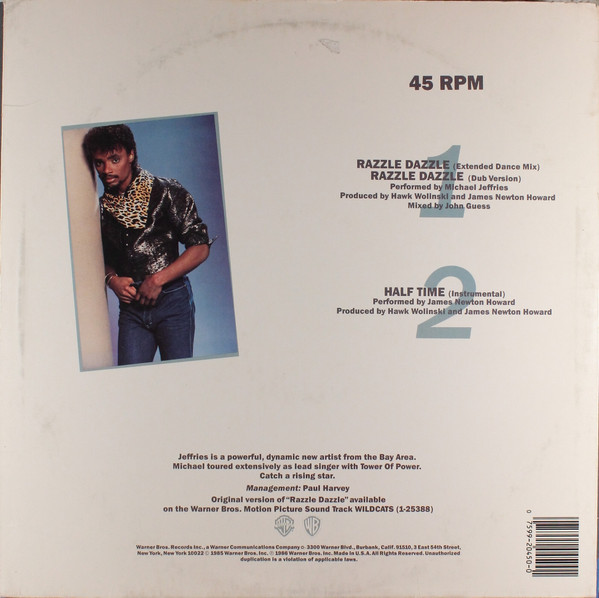 45 RPM
1
RAZZLE DAZZLE (Extended Dance Mix)
RAZZLE DAZZLE (Dub Version)
Performed by Michael Jeffries
Produced by Hawk Wolinski and James Newton Howard
Mixed by John Guess
2
HALF TIME (Instrumental)
Performed by James Newton Howard
Produced by Hawk Wolinski and James Newton Howard
Jeffries is a powerful, dynamic new artist from the Bay Area.
Michael toured extensively as lead singer with Tower Of Power.
Catch a rising star.
Management: Paul Harvey
Original version of "Razzle Dazzle" available
on the Warner Bros. Motion Picture Sound Track WILDCATS (1-25388)
Warner Bros. Records Inc., a Warner Communications Company ○ 3300 Warner Blvd., Burbank, Calif. 91510, 3 East 54th Street,
New York, New York 10022 © 1985 Warner Bros. Inc. ℗ 1986 Warner Bros. Inc. Made in U.S.A. All Rights Reserved. Unauthorized
duplication is a violation of applicable laws.
0 7599-20450-0